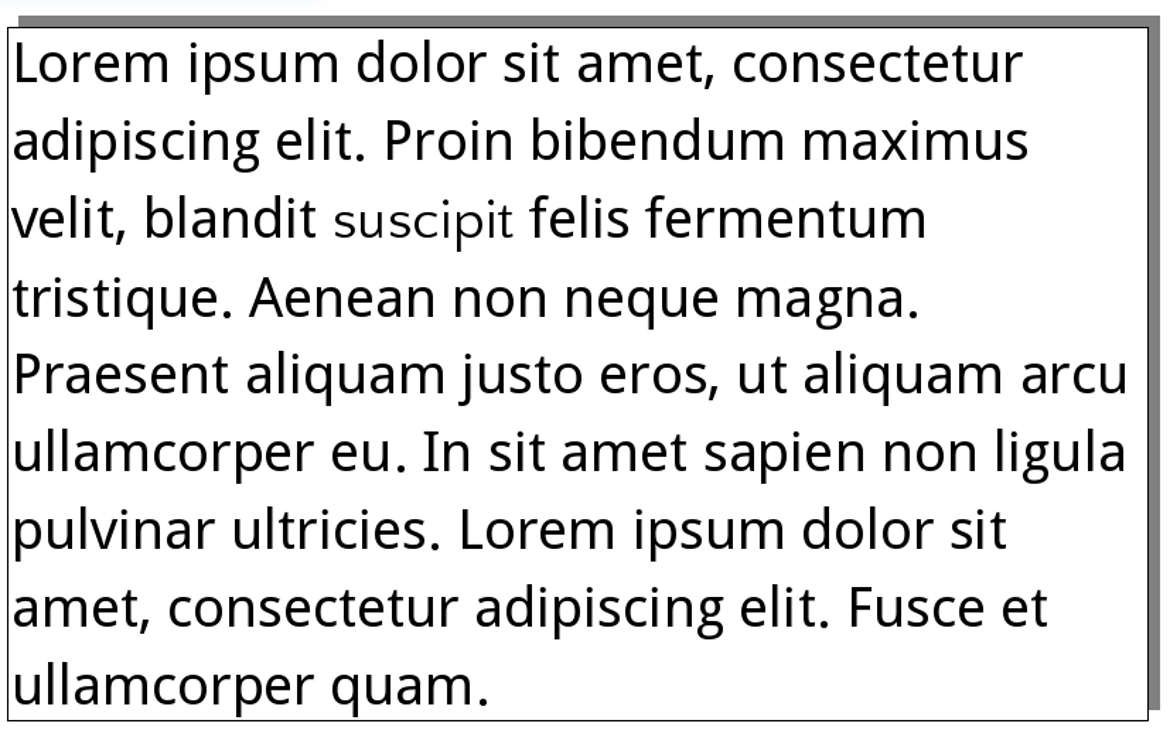 Lorem ipsum dolor sit amet, consectetur
adipiscing elit. Proin bibendum maximus
velit, blandit suscipit felis fermentum
tristique. Aenean non neque magna.
Praesent aliquam justo eros, ut aliquam arcu
ullamcorper eu. In sit amet sapien non ligula
pulvinar ultricies. Lorem ipsum dolor sit
amet, consectetur adipiscing elit. Fusce et
ullamcorper quam.